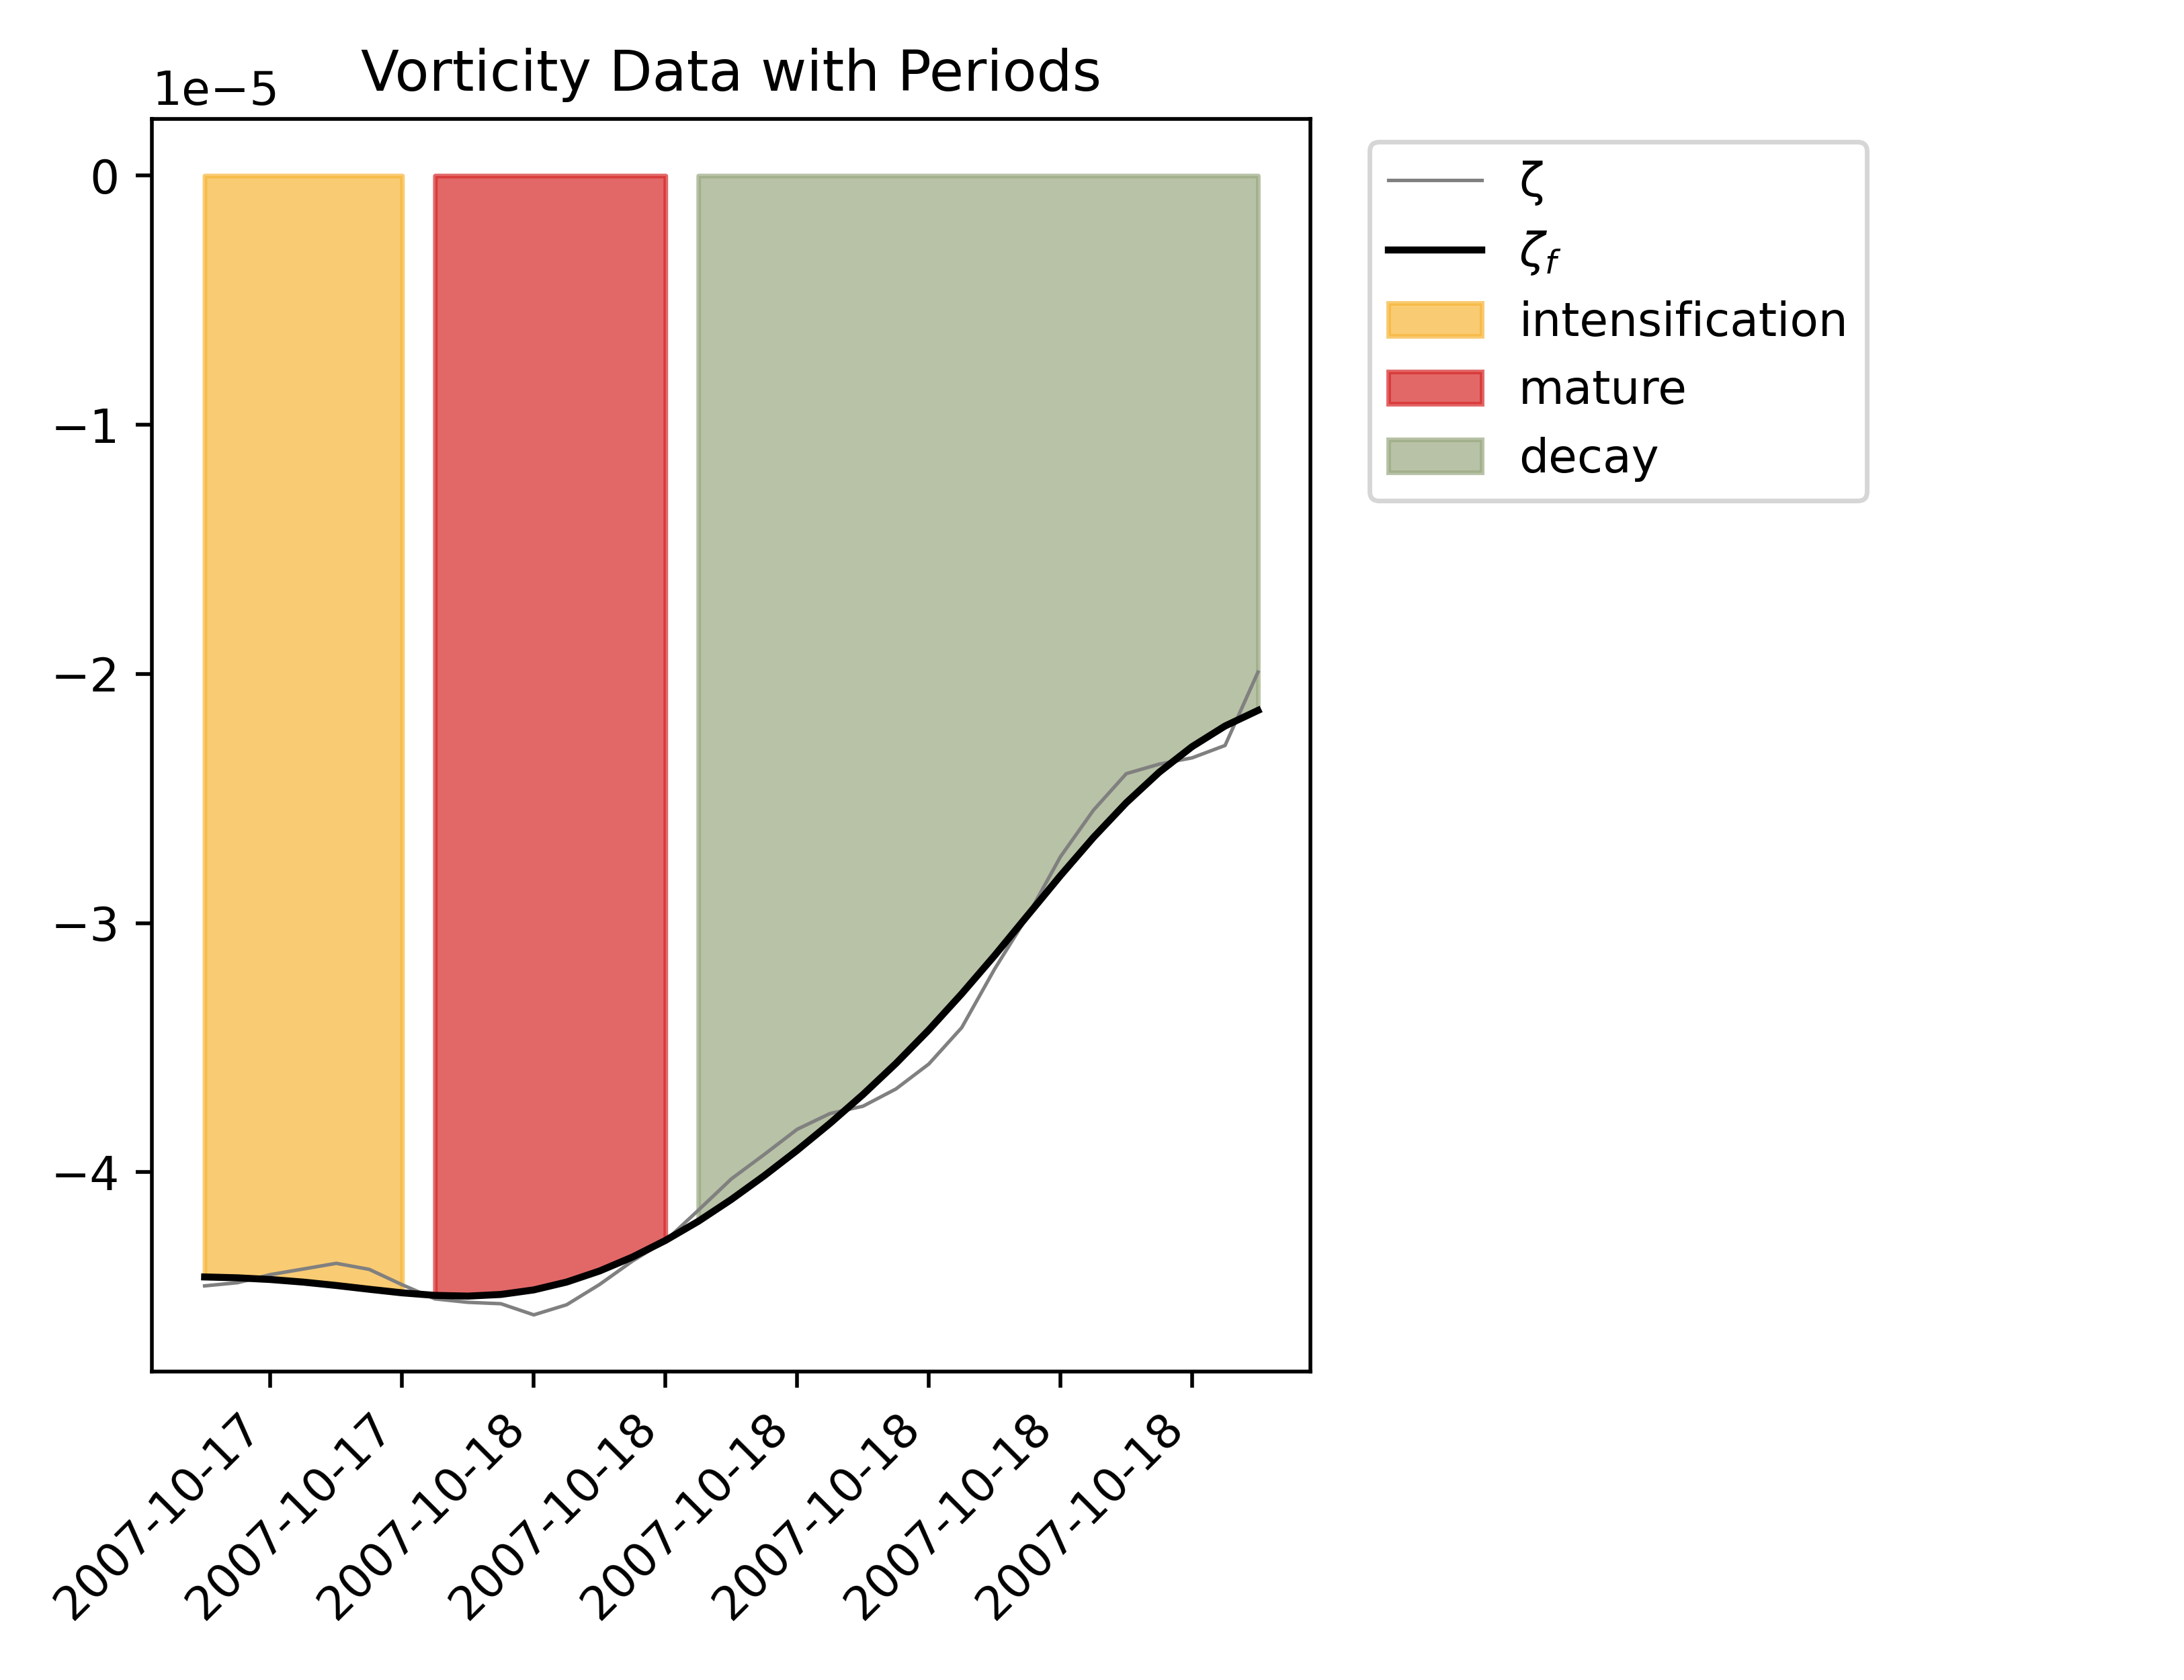 Vorticity Data with Periods
1e−5
0
−1
−2
−3
−4
2007-10-17
2007-10-17
2007-10-18
2007-10-18
2007-10-18
2007-10-18
2007-10-18
2007-10-18
ζ
ζf
intensification
mature
decay